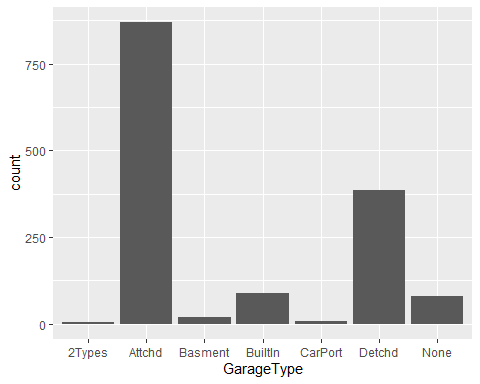 count
750
500
250
0
2Types Attchd Basment BuiltIn CarPort Detchd None
GarageType